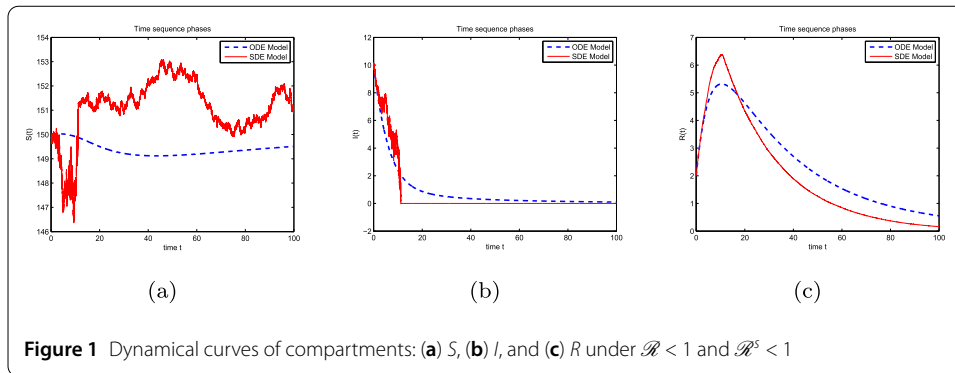 Time sequence phases
154
153
152
151
150
149
148
147
146
S(t)
0
20
40
60
80
100
time t
ODE Model
SDE Model
(a)
Time sequence phases
12
10
8
6
4
2
0
−2
I(t)
0
20
40
60
80
100
time t
ODE Model
SDE Model
(b)
Time sequence phases
7
6
5
4
3
2
1
0
R(t)
0
20
40
60
80
100
time t
ODE Model
SDE Model
(c)
Figure 1 Dynamical curves of compartments: (a) S, (b) I, and (c) R under ℛ < 1 and ℛˢ < 1